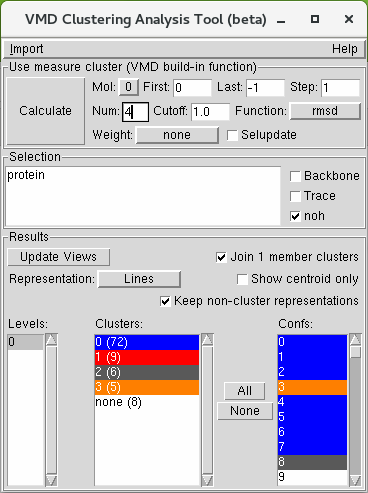 VMD Clustering Analysis Tool (beta)
Import Help
Use measure cluster (VMD build-in function)
Calculate
Mol: 0 First: 0 Last: -1 Step: 1
Num: 4 Cutoff: 1.0 Function: rmsd
Weight: none Selupdate
Selection
protein
Backbone
Trace
noh
Results
Update Views Join 1 member clusters
Representation: Lines Show centroid only
Keep non-cluster representations
Levels: Clusters: Confs:
0 0 (72) 0
1 (9) 1
2 (6) 2
3 (5) 3
none (8) 4
All
None
5
6
7
8
9